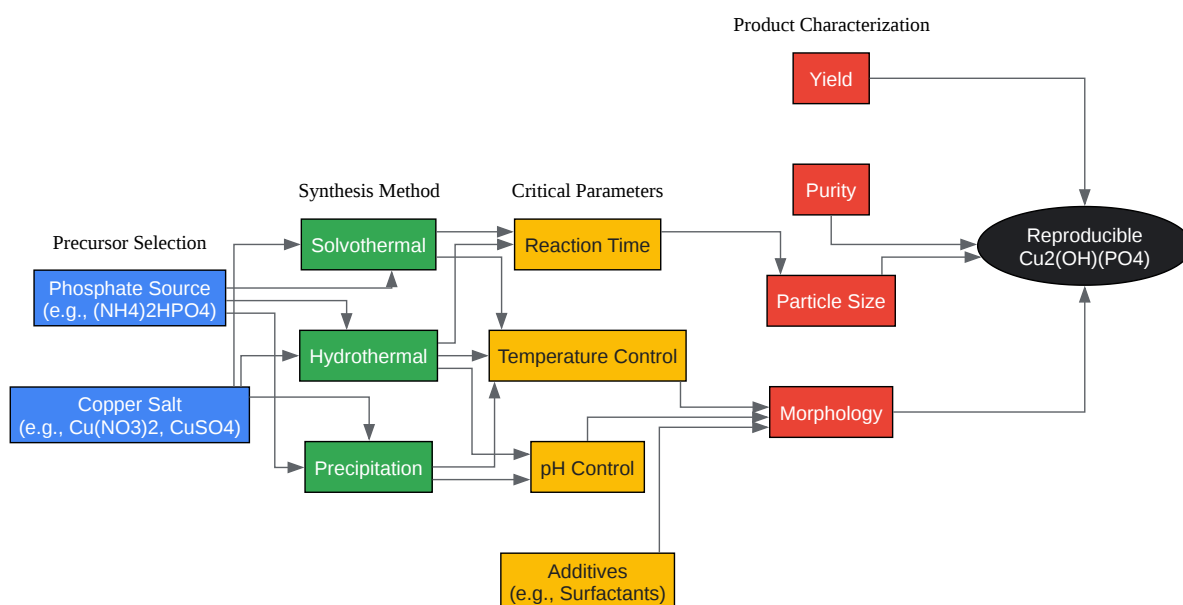 Product Characterization
Yield
Purity
Synthesis Method
Critical Parameters
Precursor Selection
Solvothermal
Reaction Time
Reproducible
Cu2(OH)(PO4)
Phosphate Source
(e.g., (NH4)2HPO4)
Particle Size
Hydrothermal
Temperature Control
Copper Salt
(e.g., Cu(NO3)2, CuSO4)
Morphology
Precipitation
pH Control
Additives
(e.g., Surfactants)